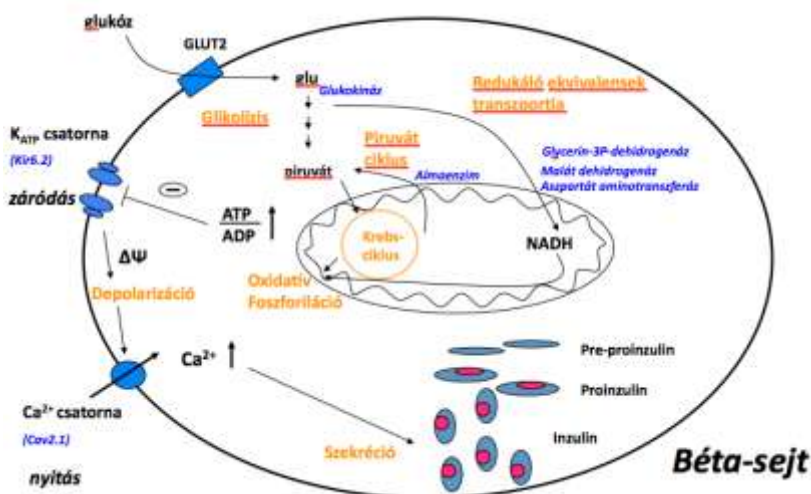 glukóz
GLUT2
glu
Glukokináz
Redukáló ekvivalensek
transzportja
Glikolízis
K_ATP csatorna
(Kir6.2)
Piruvát
ciklus
Glycerin-3P-dehidrogenáz
Malát dehidrogenáz
Aszpartát aminotranszferáz
piruvát
Almaenzim
záródás
ATP
ADP
Krebs-
ciklus
NADH
ΔΨ
Depolarizáció
Oxidatív
Foszforiláció
Ca²⁺
Pre-proinzulin
Proinzulin
Ca²⁺ csatorna
(Cav2.1)
Inzulin
Szekréció
nyitás
Béta-sejt